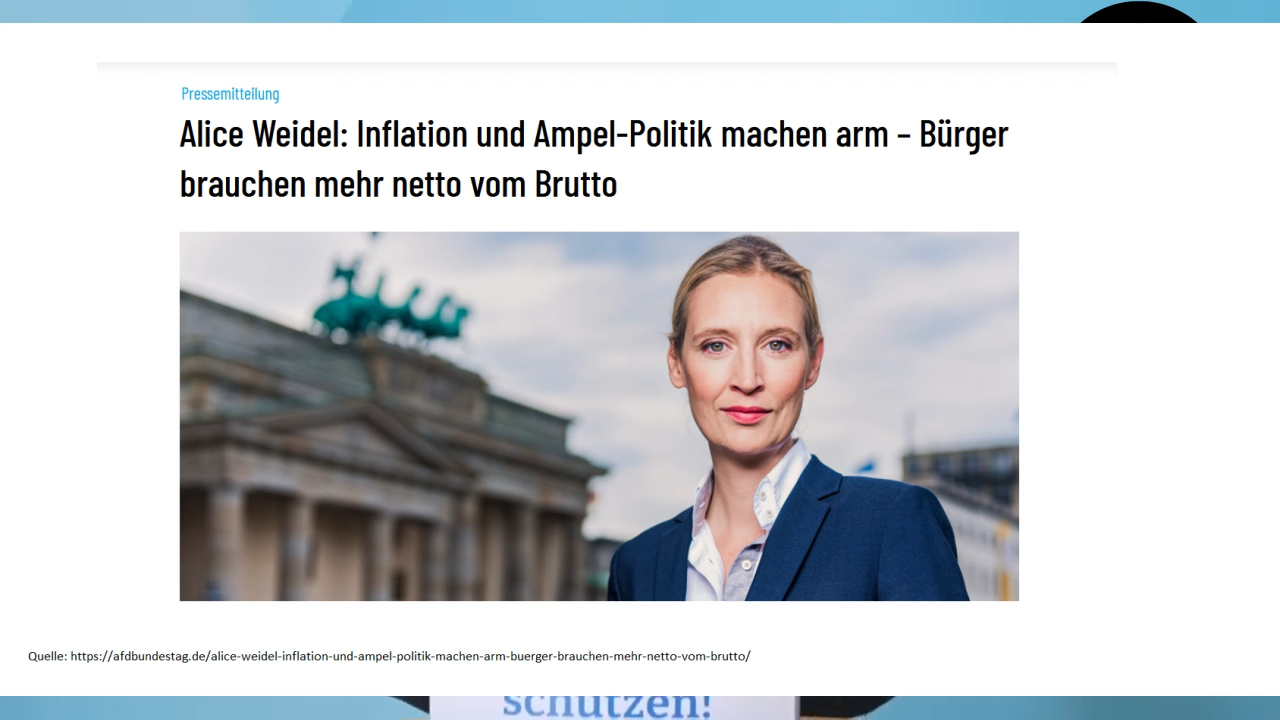 Pressemitteilung
Alice Weidel: Inflation und Ampel-Politik machen arm – Bürger
brauchen mehr netto vom Brutto
Quelle: https://afdbundestag.de/alice-weidel-inflation-und-ampel-politik-machen-arm-buerger-brauchen-mehr-netto-vom-brutto/
schützen!